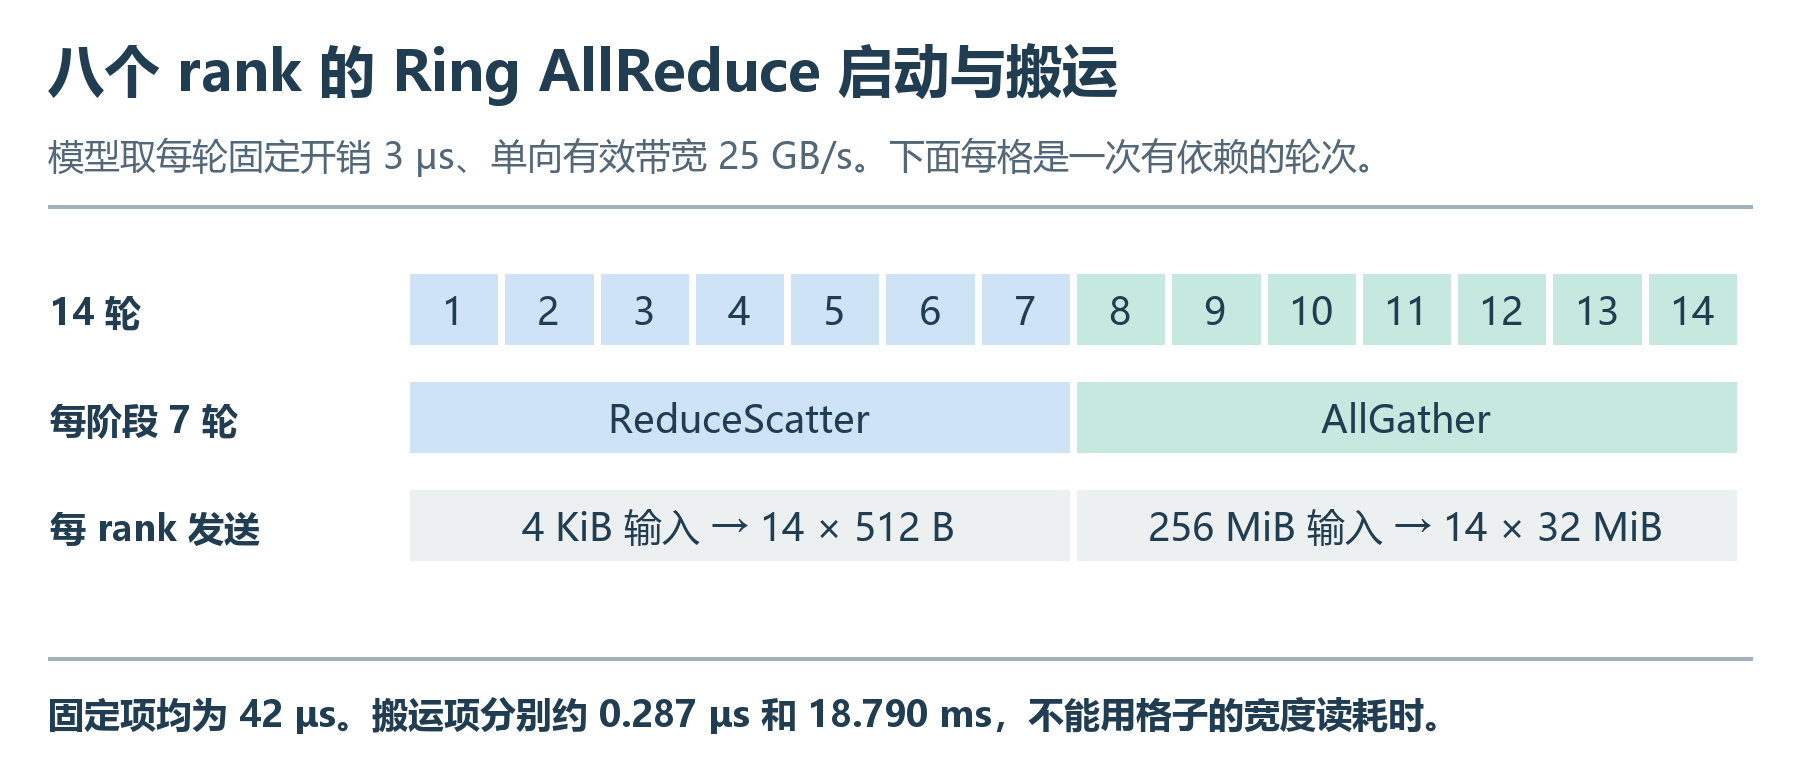 八个 rank 的 Ring AllReduce 启动与搬运
模型取每轮固定开销 3 μs、单向有效带宽 25 GB/s。下面每格是一次有依赖的轮次。
14 轮 1 2 3 4 5 6 7 8 9 10 11 12 13 14
每阶段 7 轮 ReduceScatter AllGather
每 rank 发送 4 KiB 输入 → 14 × 512 B 256 MiB 输入 → 14 × 32 MiB
固定项均为 42 μs。搬运项分别约 0.287 μs 和 18.790 ms，不能用格子的宽度读耗时。